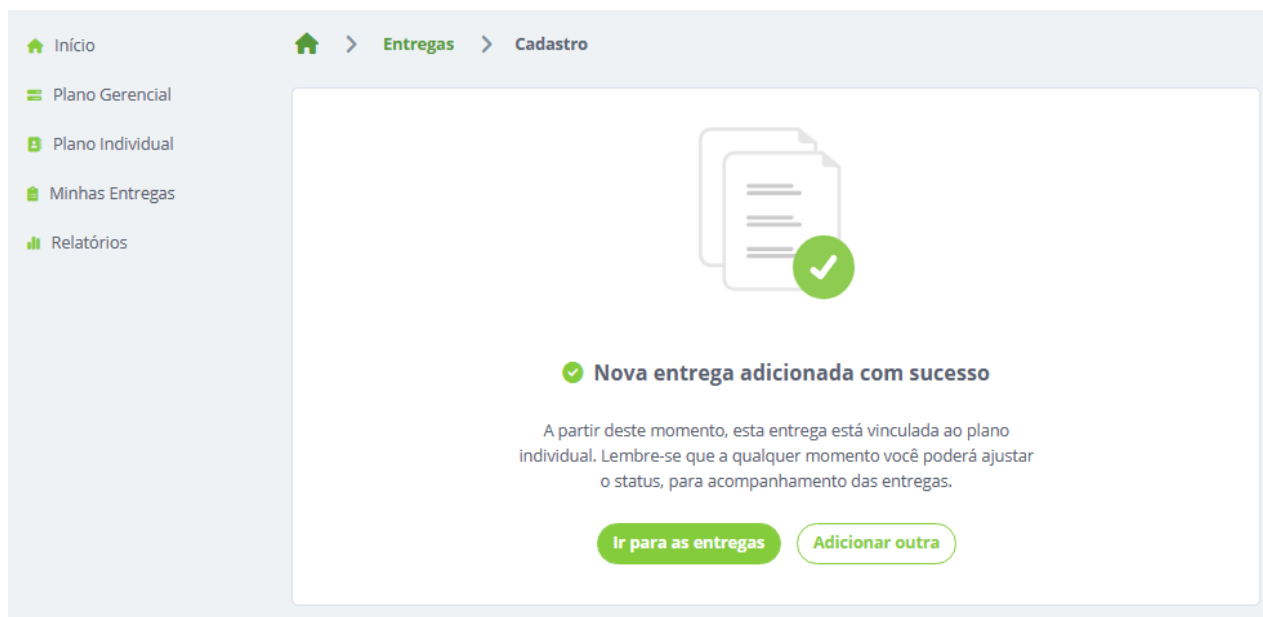 Início
Plano Gerencial
Plano Individual
Minhas Entregas
Relatórios
Entregas > Cadastro
Nova entrega adicionada com sucesso
A partir deste momento, esta entrega está vinculada ao plano
individual. Lembre-se que a qualquer momento você poderá ajustar
o status, para acompanhamento das entregas.
Ir para as entregas
Adicionar outra